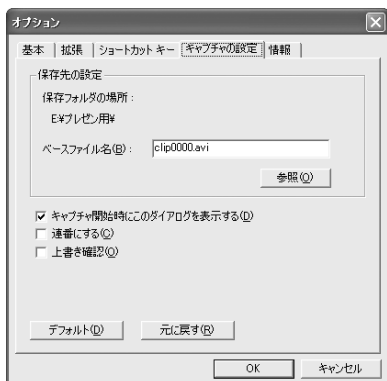 オプション
基本 拡張 ショートカット キー キャプチャの設定 情報
保存先の設定
保存フォルダの場所：
E:¥プレゼン用¥
ベースファイル名(B)： clip0000.avi
参照(O)
キャプチャ開始時にこのダイアログを表示する(D)
連番にする(C)
上書き確認(O)
デフォルト(D) 元に戻す(R)
OK キャンセル